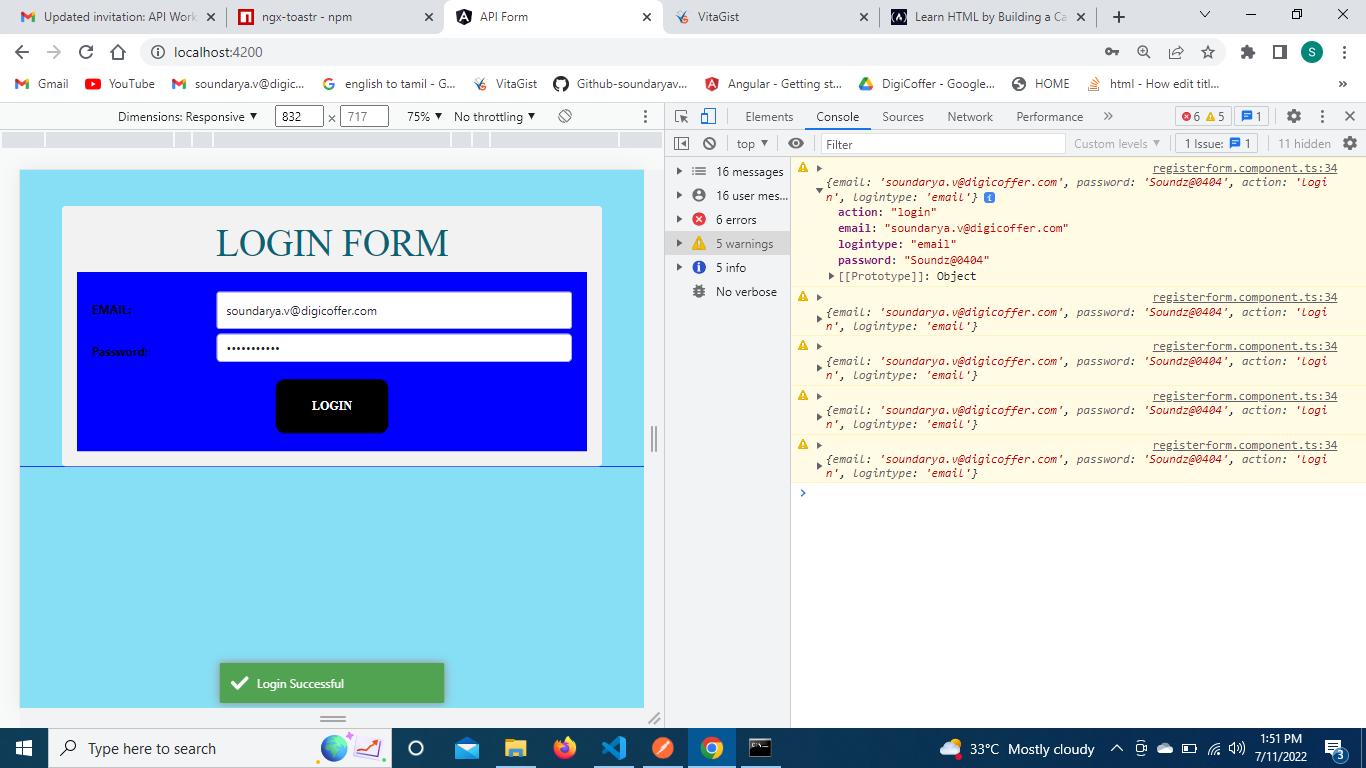 Updated invitation: API Work
ngx-toastr - npm
API Form
VitaGist
Learn HTML by Building a Ca
localhost:4200
S
Gmail
YouTube
soundarya.v@digic...
english to tamil - G...
VitaGist
Github-soundaryav...
Angular - Getting st...
DigiCoffer - Google...
HOME
html - How edit titl...
»
Dimensions: Responsive ▼
832 × 717
75% ▼
No throttling ▼
Elements
Console
Sources
Network
Performance
»
6 5
1
top ▼
Filter
Custom levels ▼
1 Issue: 1
11 hidden
16 messages
16 user mes...
6 errors
5 warnings
5 info
No verbose
registerform.component.ts:34
{email: 'soundarya.v@digicoffer.com', password: 'Soundz@0404', action: 'logi
n', logintype: 'email'} i
action: "login"
email: "soundarya.v@digicoffer.com"
logintype: "email"
password: "Soundz@0404"
[[Prototype]]: Object
registerform.component.ts:34
{email: 'soundarya.v@digicoffer.com', password: 'Soundz@0404', action: 'logi
n', logintype: 'email'}
registerform.component.ts:34
{email: 'soundarya.v@digicoffer.com', password: 'Soundz@0404', action: 'logi
n', logintype: 'email'}
registerform.component.ts:34
{email: 'soundarya.v@digicoffer.com', password: 'Soundz@0404', action: 'logi
n', logintype: 'email'}
registerform.component.ts:34
{email: 'soundarya.v@digicoffer.com', password: 'Soundz@0404', action: 'logi
n', logintype: 'email'}
LOGIN FORM
EMAIL:
soundarya.v@digicoffer.com
Password:
•••••••••••
LOGIN
Login Successful
Type here to search
33°C Mostly cloudy
1:51 PM
7/11/2022
3